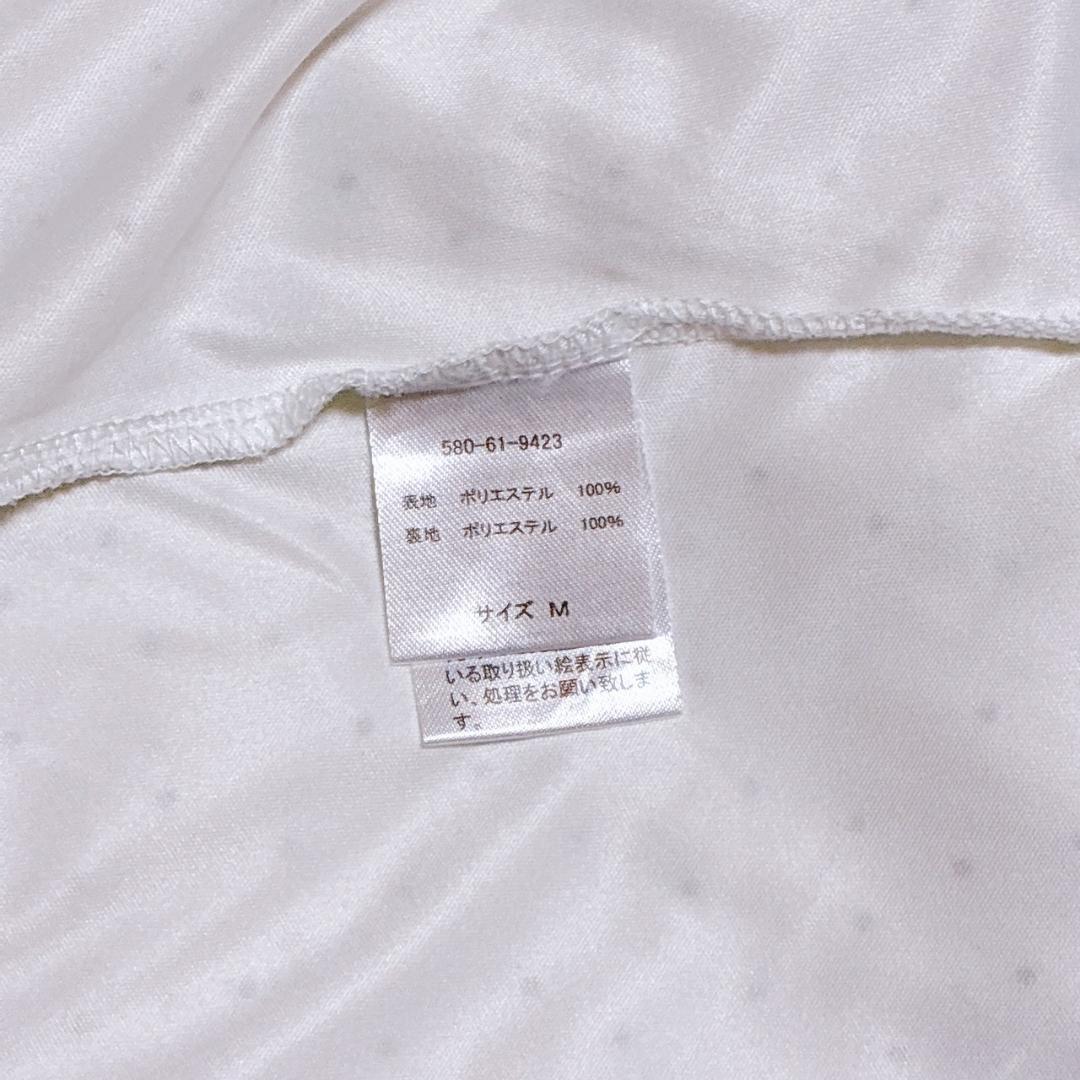 580-61-9423
表地 ポリエステル 100%
裏地 ポリエステル 100%
サイズ M
いる取り扱い絵表示に従
い、処理をお願い致しま
す。